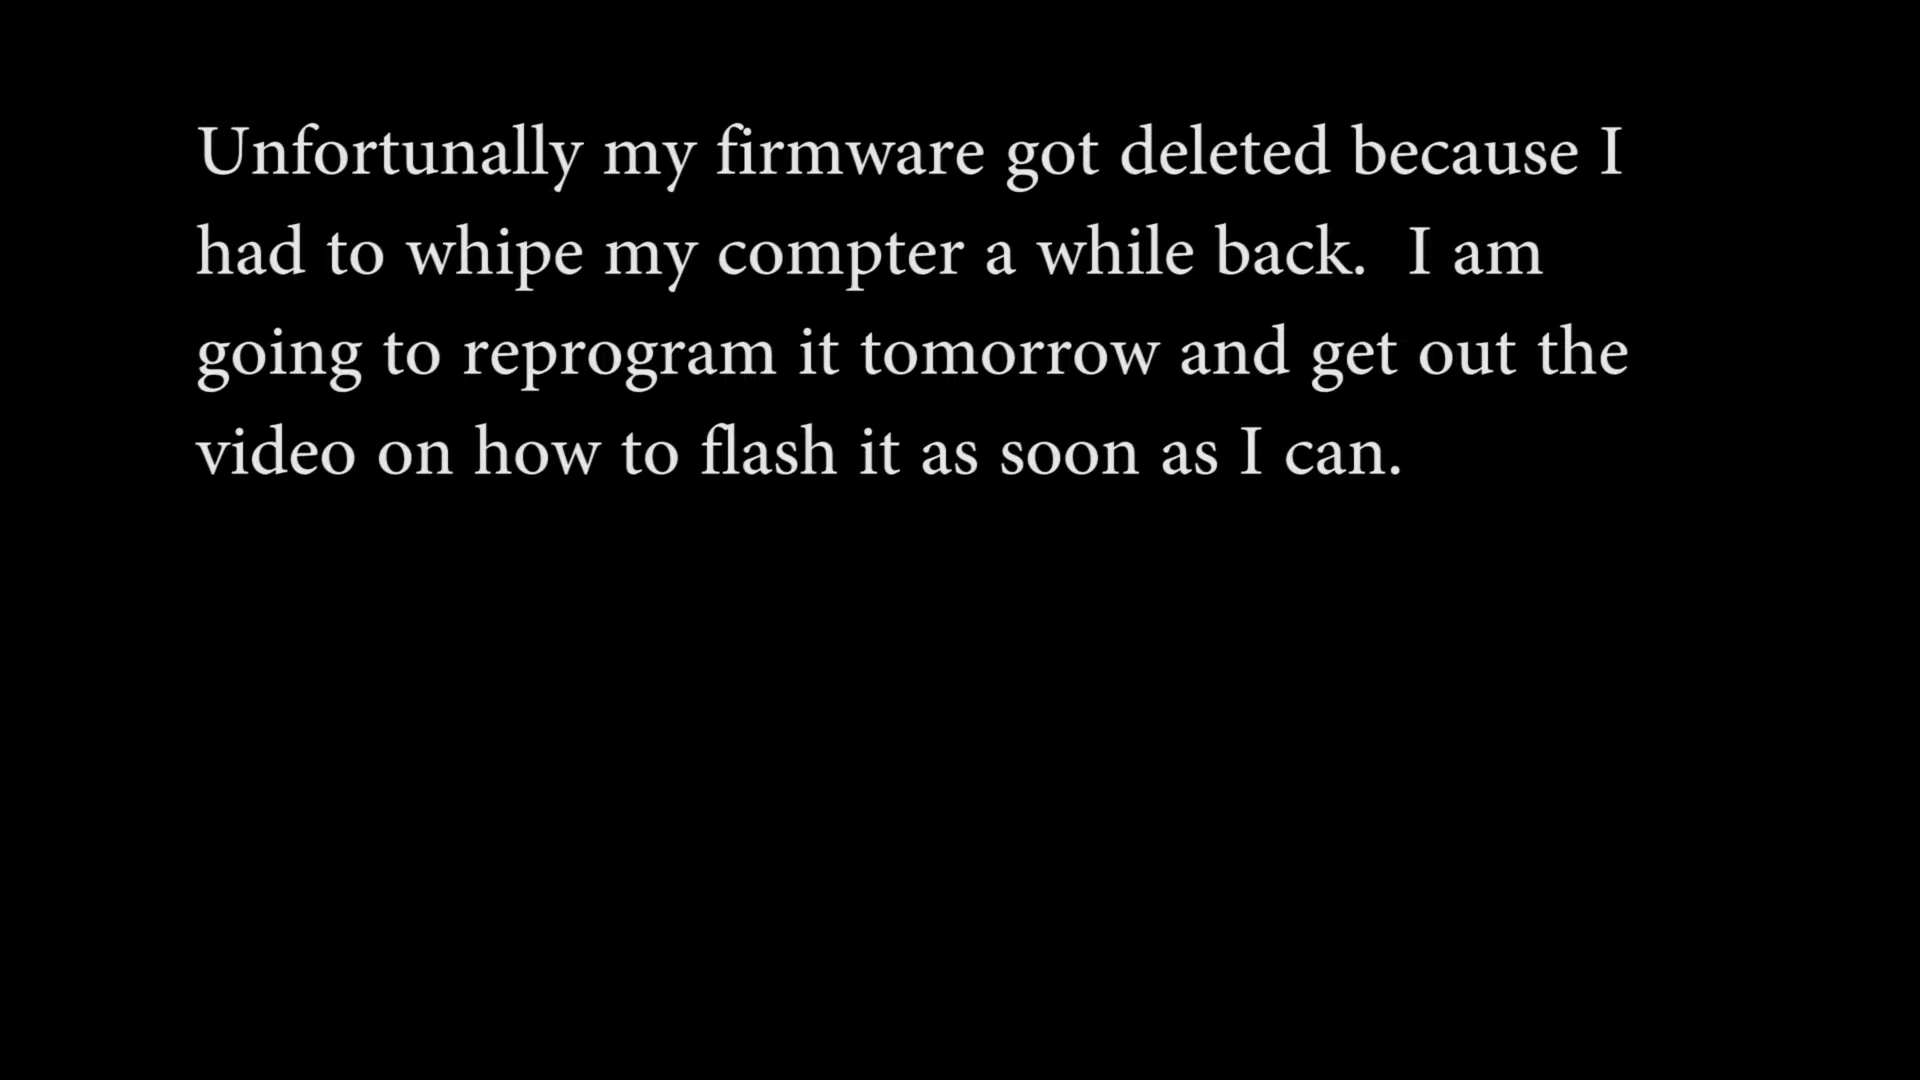 Unfortunally my firmware got deleted because I
had to whipe my compter a while back.  I am
going to reprogram it tomorrow and get out the
video on how to flash it as soon as I can.